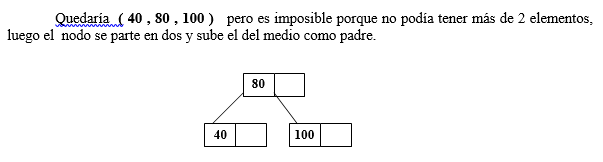 Quedaría ( 40 , 80 , 100 ) pero es imposible porque no podía tener más de 2 elementos,
luego el nodo se parte en dos y sube el del medio como padre.
80
40 100